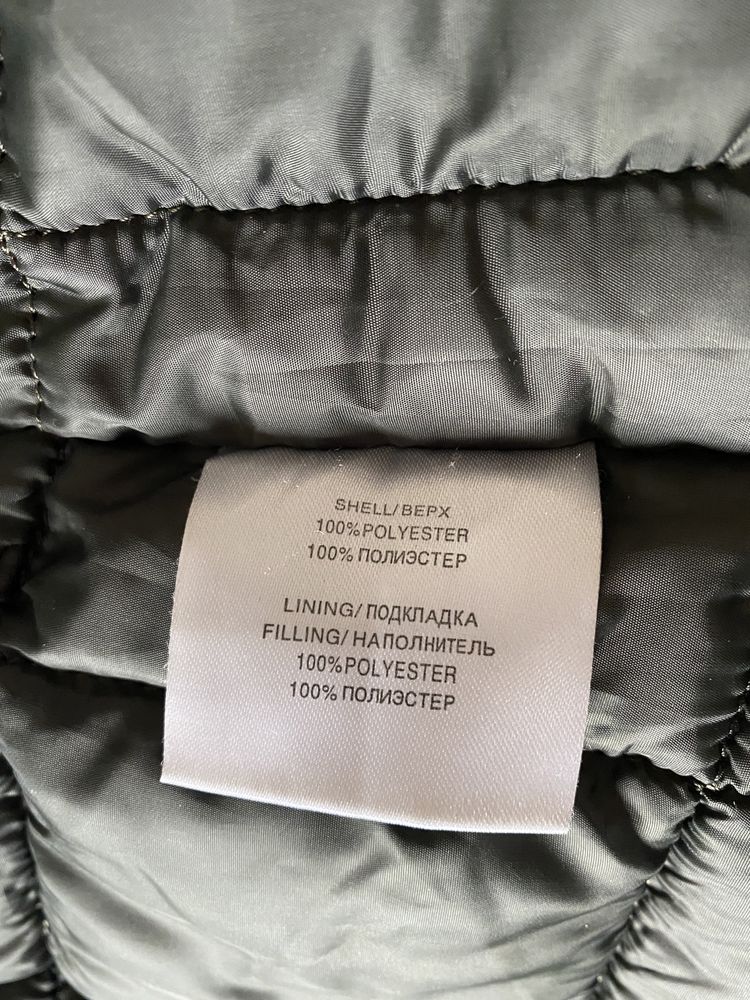 SHELL/ВЕРХ
100%POLYESTER
100% ПОЛИЭСТЕР
LINING/ПОДКЛАДКА
FILLING/НАПОЛНИТЕЛЬ
100%POLYESTER
100% ПОЛИЭСТЕР